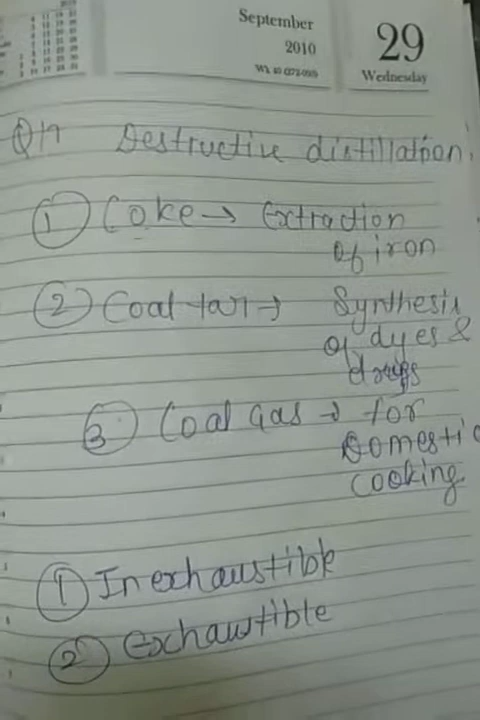 September
2010
29
Wednesday
Q17 Destructive distillation.
① Coke → Extraction
of iron
② Coal tar → Synthesis
of dyes &
drugs
③ Coal Gas → for
Domestic
Cooking.
① Inexhaustible
② Exhaustible